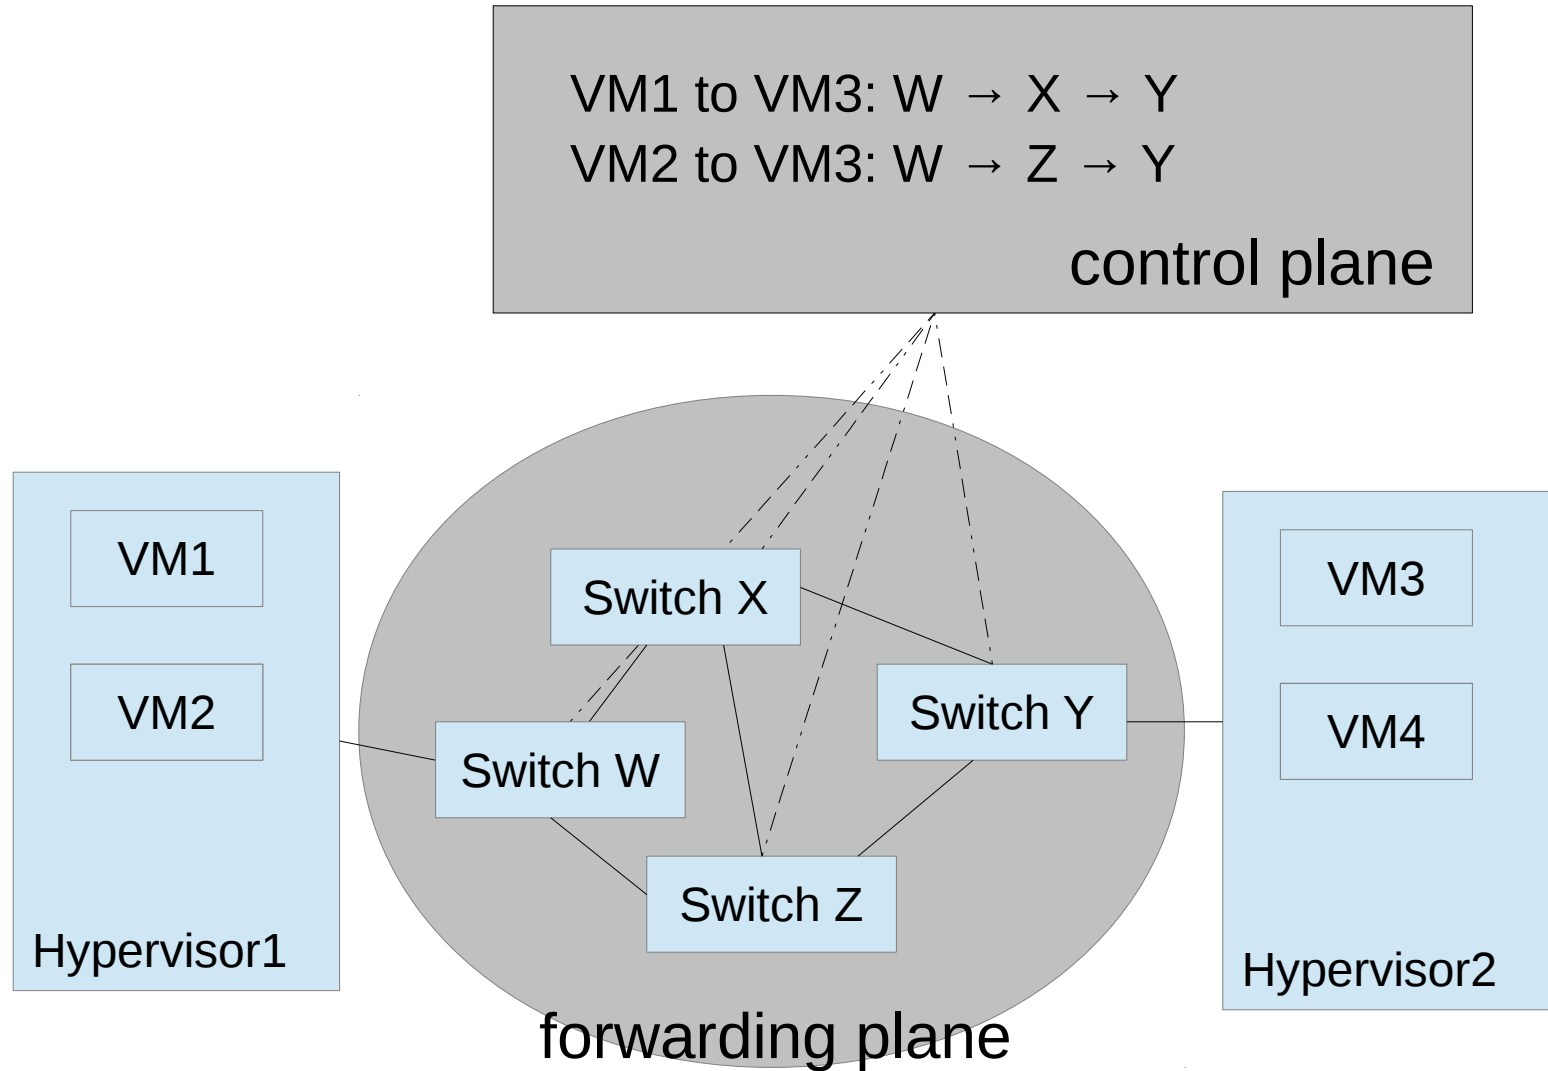 VM1 to VM3: W → X → Y
VM2 to VM3: W → Z → Y
control plane
VM1
VM2
Hypervisor1
Switch X
Switch Y
Switch W
Switch Z
forwarding plane
VM3
VM4
Hypervisor2